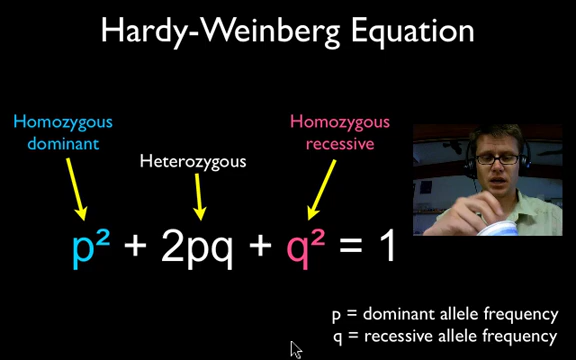 Hardy-Weinberg Equation
Homozygous
dominant
Heterozygous
Homozygous
recessive
p² + 2pq + q² = 1
p = dominant allele frequency
q = recessive allele frequency